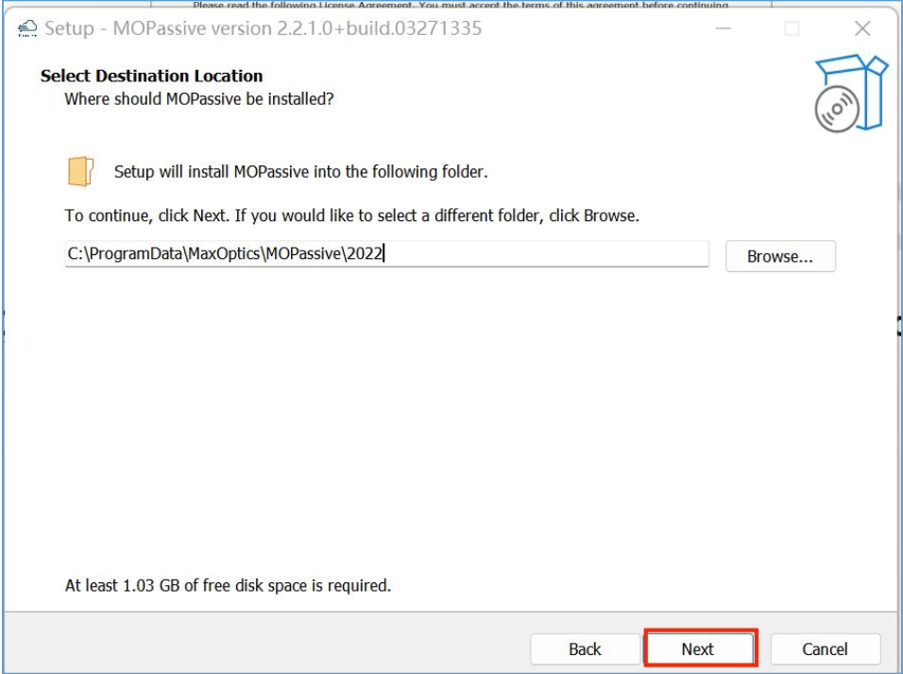 Please read the following License Agreement. You must accept the terms of this agreement before continuing
Setup - MOPassive version 2.2.1.0+build.03271335
Select Destination Location
Where should MOPassive be installed?
Setup will install MOPassive into the following folder.
To continue, click Next. If you would like to select a different folder, click Browse.
C:\ProgramData\MaxOptics\MOPassive\2022
Browse...
At least 1.03 GB of free disk space is required.
Back
Next
Cancel